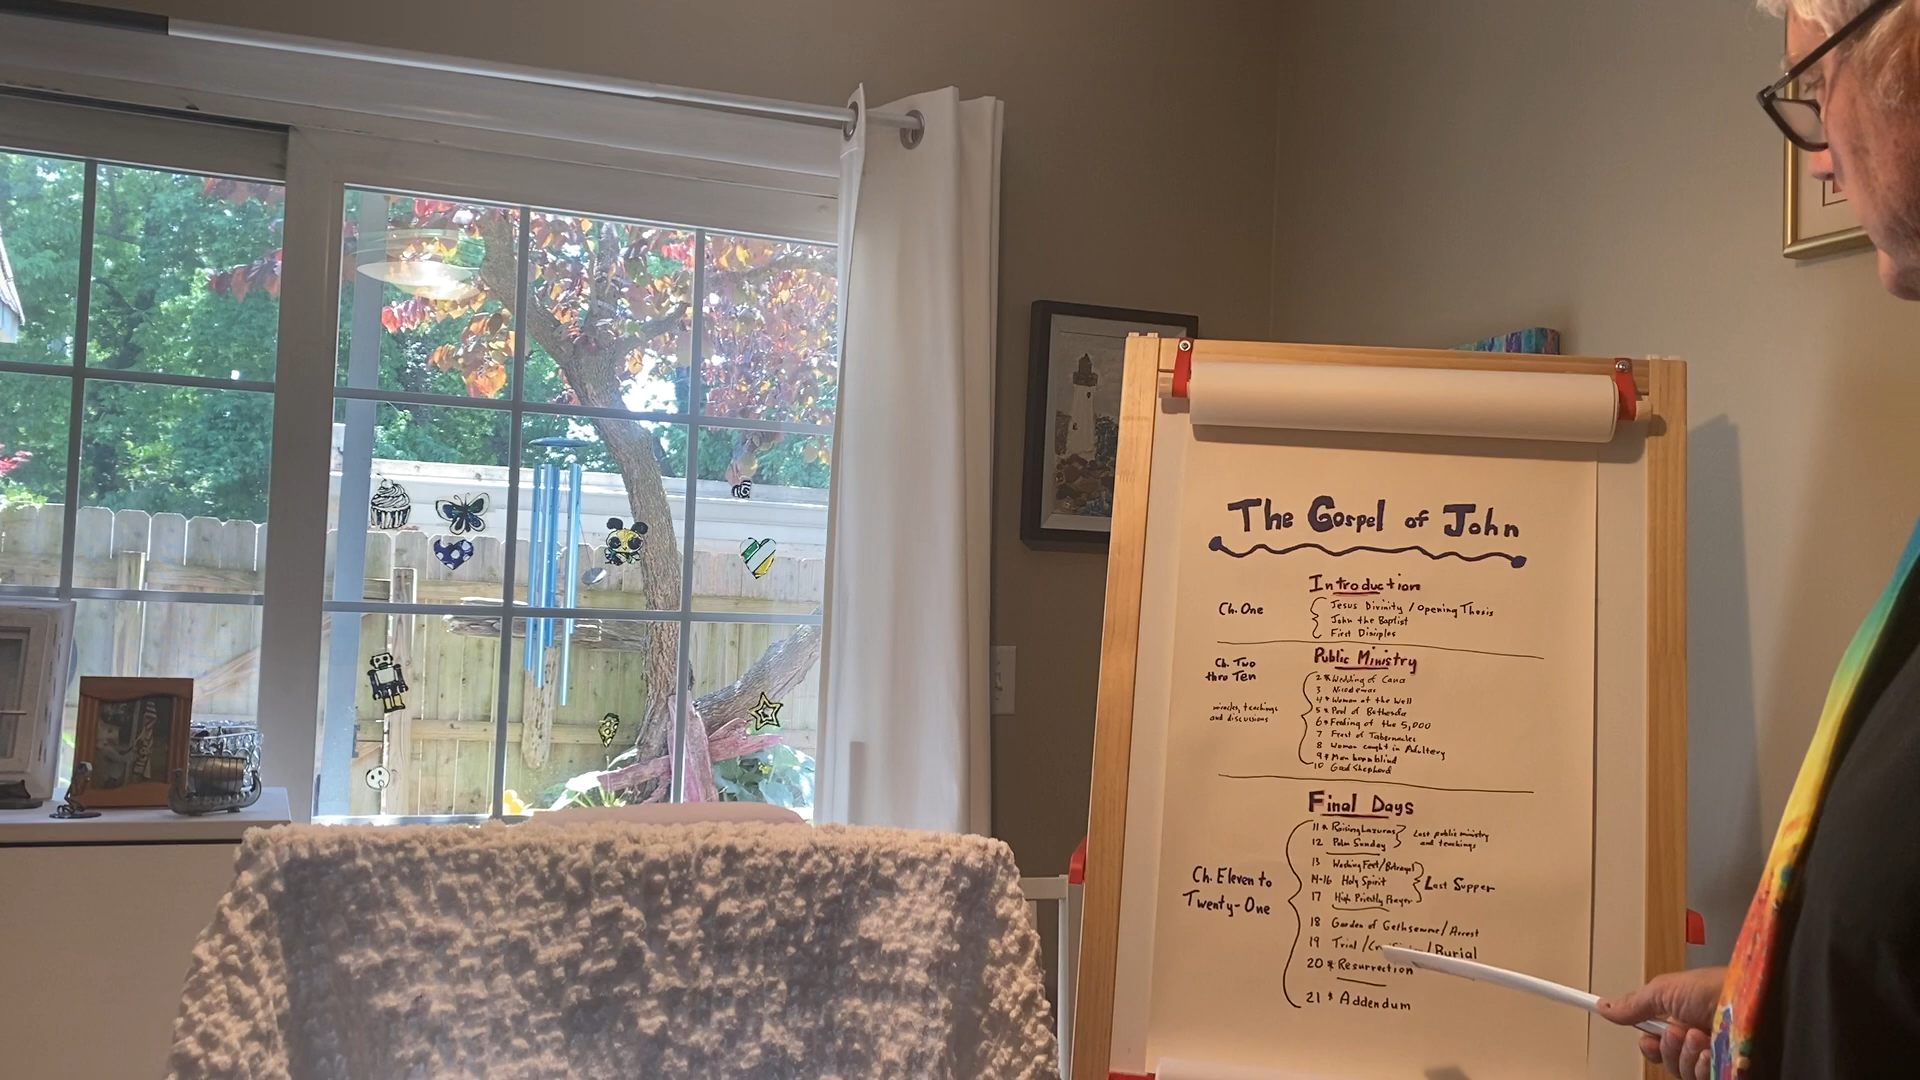 The Gospel of John
Introduction
Ch. One
Jesus Divinity / Opening Thesis
John the Baptist
First Disciples
Public Ministry
Ch. Two
thru Ten
miracles, teachings
and discussions
2 * Wedding of Cana
3 Nicodemus
4 * Woman at the Well
5 * Pool of Bethesda
6 * Feeding of the 5,000
7 Feast of Tabernacles
8 Woman caught in Adultery
9 * Man born blind
10 Good Shepherd
Final Days
Ch. Eleven to
Twenty-One
11 * Raising Lazurus
12 Palm Sunday
Last public ministry
and teachings
13 Washing Feet/Betrayal
14-16 Holy Spirit
17 High Priestly Prayer
Last Supper
18 Garden of Gethsemane/Arrest
19 Trial / / Burial
20 * Resurrection
21 * Addendum